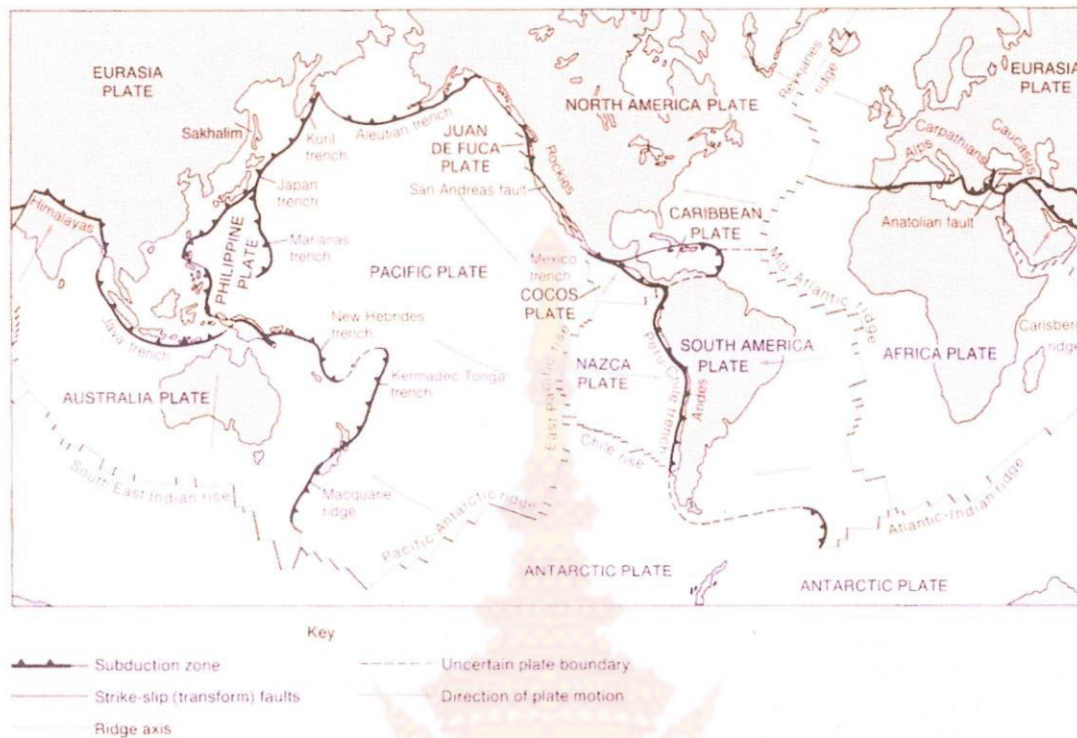 EURASIA
PLATE
Sakhalim
Kuril
trench
Aleutian trench
JUAN
DE FUCA
PLATE
San Andreas fault
Rockies
NORTH AMERICA PLATE
Reykjanes
ridge
EURASIA
PLATE
Carpathians
Caucasus
Alps
Anatolian fault
Himalayas
Japan
trench
Marianas
trench
PHILIPPINE
PLATE
PACIFIC PLATE
CARIBBEAN
PLATE
Mexico
trench
COCOS
PLATE
Mid-Atlantic ridge
Java trench
New Hebrides
trench
Kermadec-Tonga
trench
AUSTRALIA PLATE
East Pacific rise
NAZCA
PLATE
Peru-Chile trench
Andes
SOUTH AMERICA
PLATE
AFRICA PLATE
Carlsberg
ridge
Chile rise
South East Indian rise
Macquarie
ridge
Pacific Antarctic ridge
Atlantic-Indian ridge
ANTARCTIC PLATE
ANTARCTIC PLATE
Key
Subduction zone
Uncertain plate boundary
Strike-slip (transform) faults
Direction of plate motion
Ridge axis